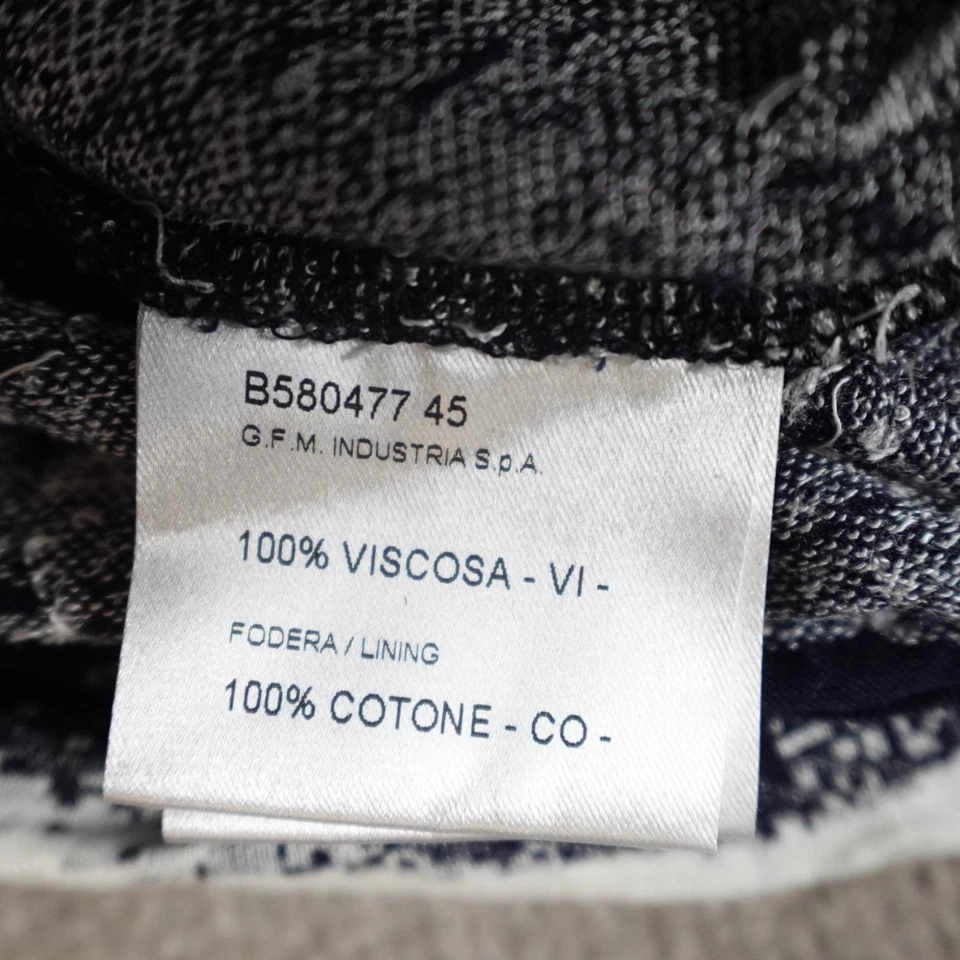 B580477 45
G.F.M. INDUSTRIA S.p.A.
100% VISCOSA - VI -
FODERA / LINING
100% COTONE - CO -